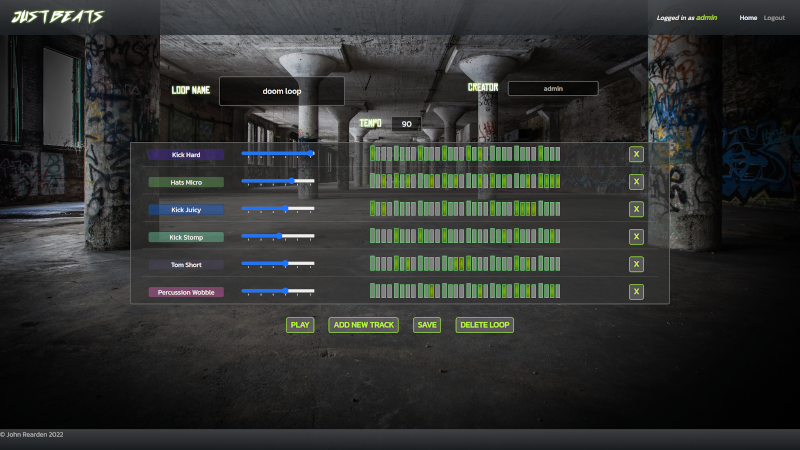 JUST BEATS
Logged in as admin
Home Logout
LOOP NAME doom loop
CREATOR admin
TEMPO 90
Kick Hard X
Hats Micro X
Kick Juicy X
Kick Stomp X
Tom Short X
Percussion Wobble X
PLAY ADD NEW TRACK SAVE DELETE LOOP
© John Rearden 2022